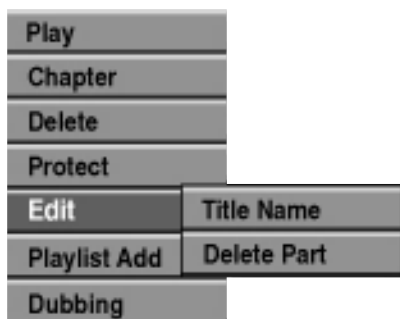 Play
Chapter
Delete
Protect
Edit
Title Name
Playlist Add
Delete Part
Dubbing